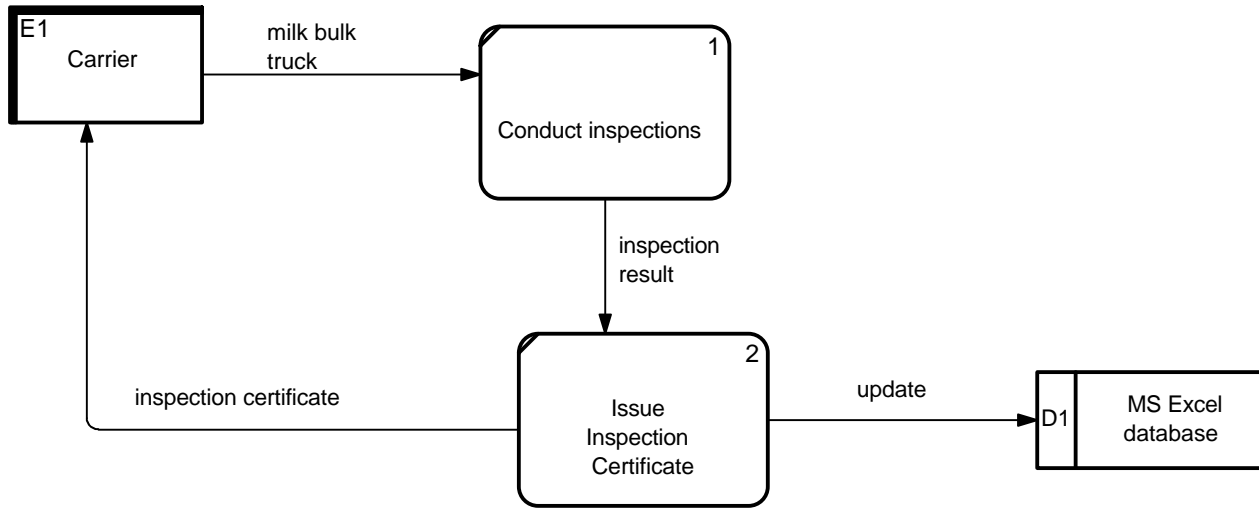 E1
Carrier
milk bulk
truck
1
Conduct inspections
inspection
result
2
Issue
Inspection
Certificate
inspection certificate
update
D1
MS Excel
database